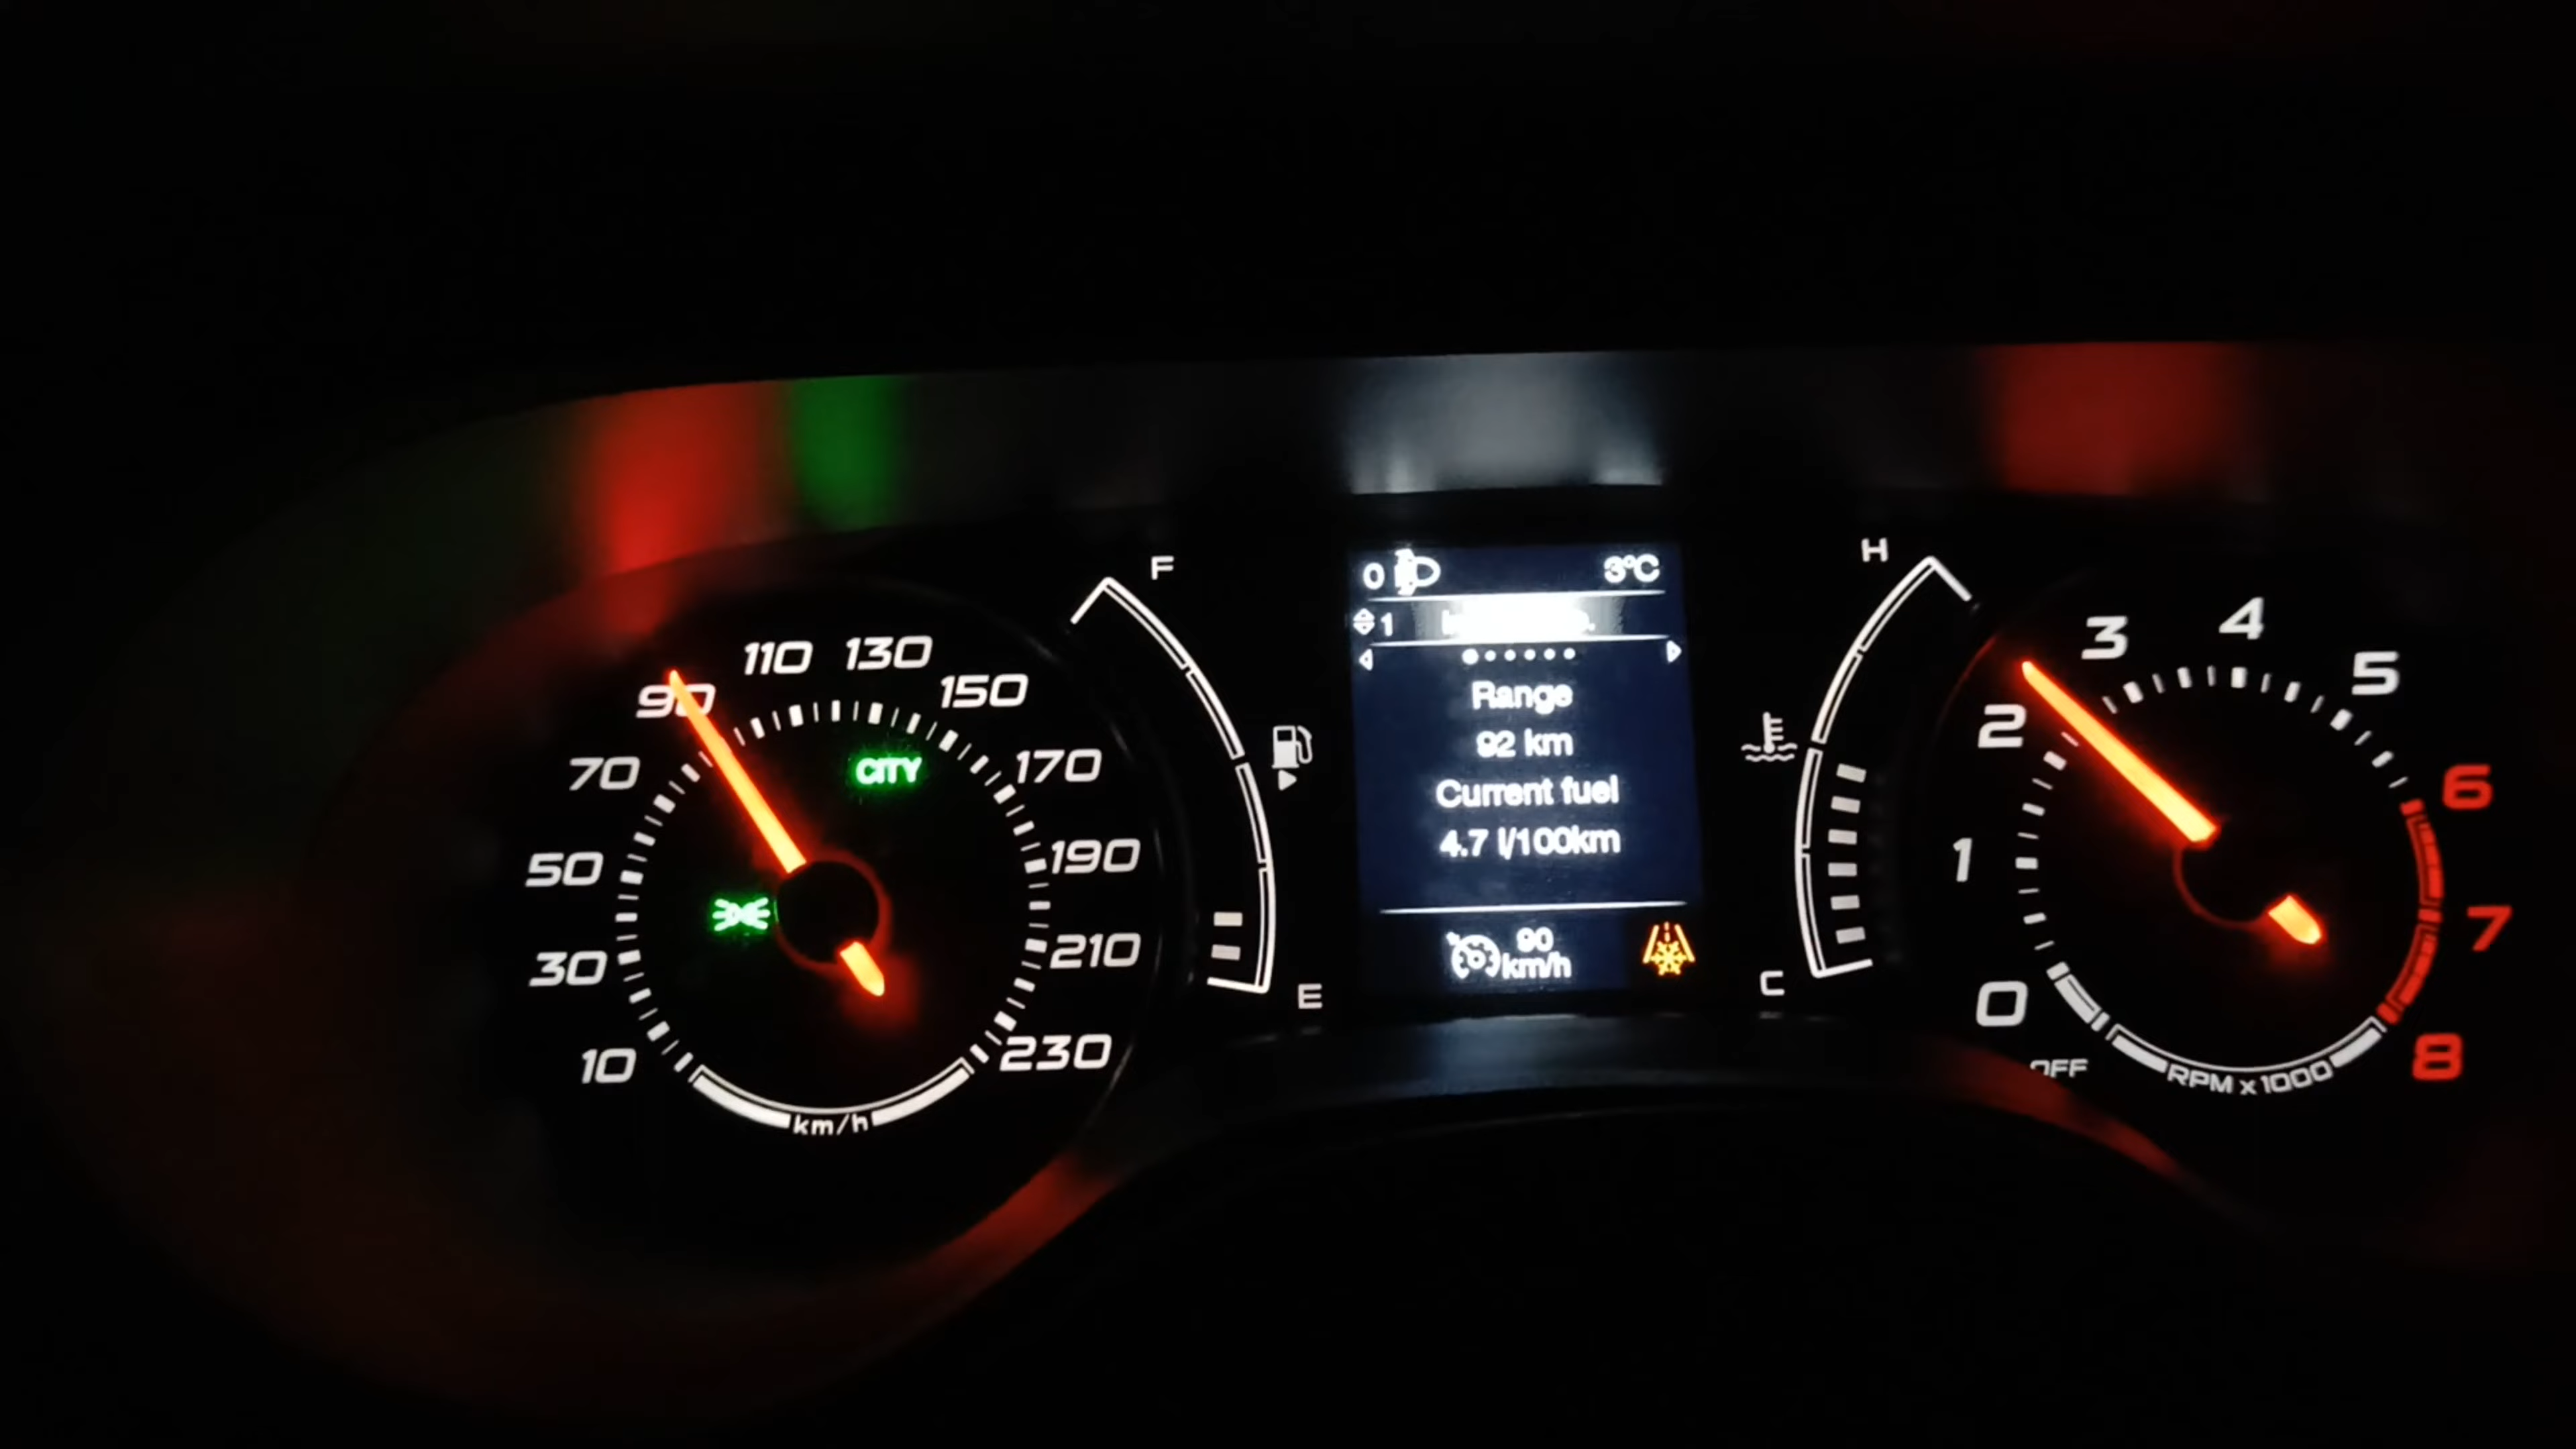 110 130
90 150
70 170
50 190
30 210
10 230
km/h
CITY
F
E
0 3°C
1
Range
92 km
Current fuel
4.7 l/100km
90
km/h
H
C
3 4 5
2 6
1 7
0 8
OFF
RPM x 1000